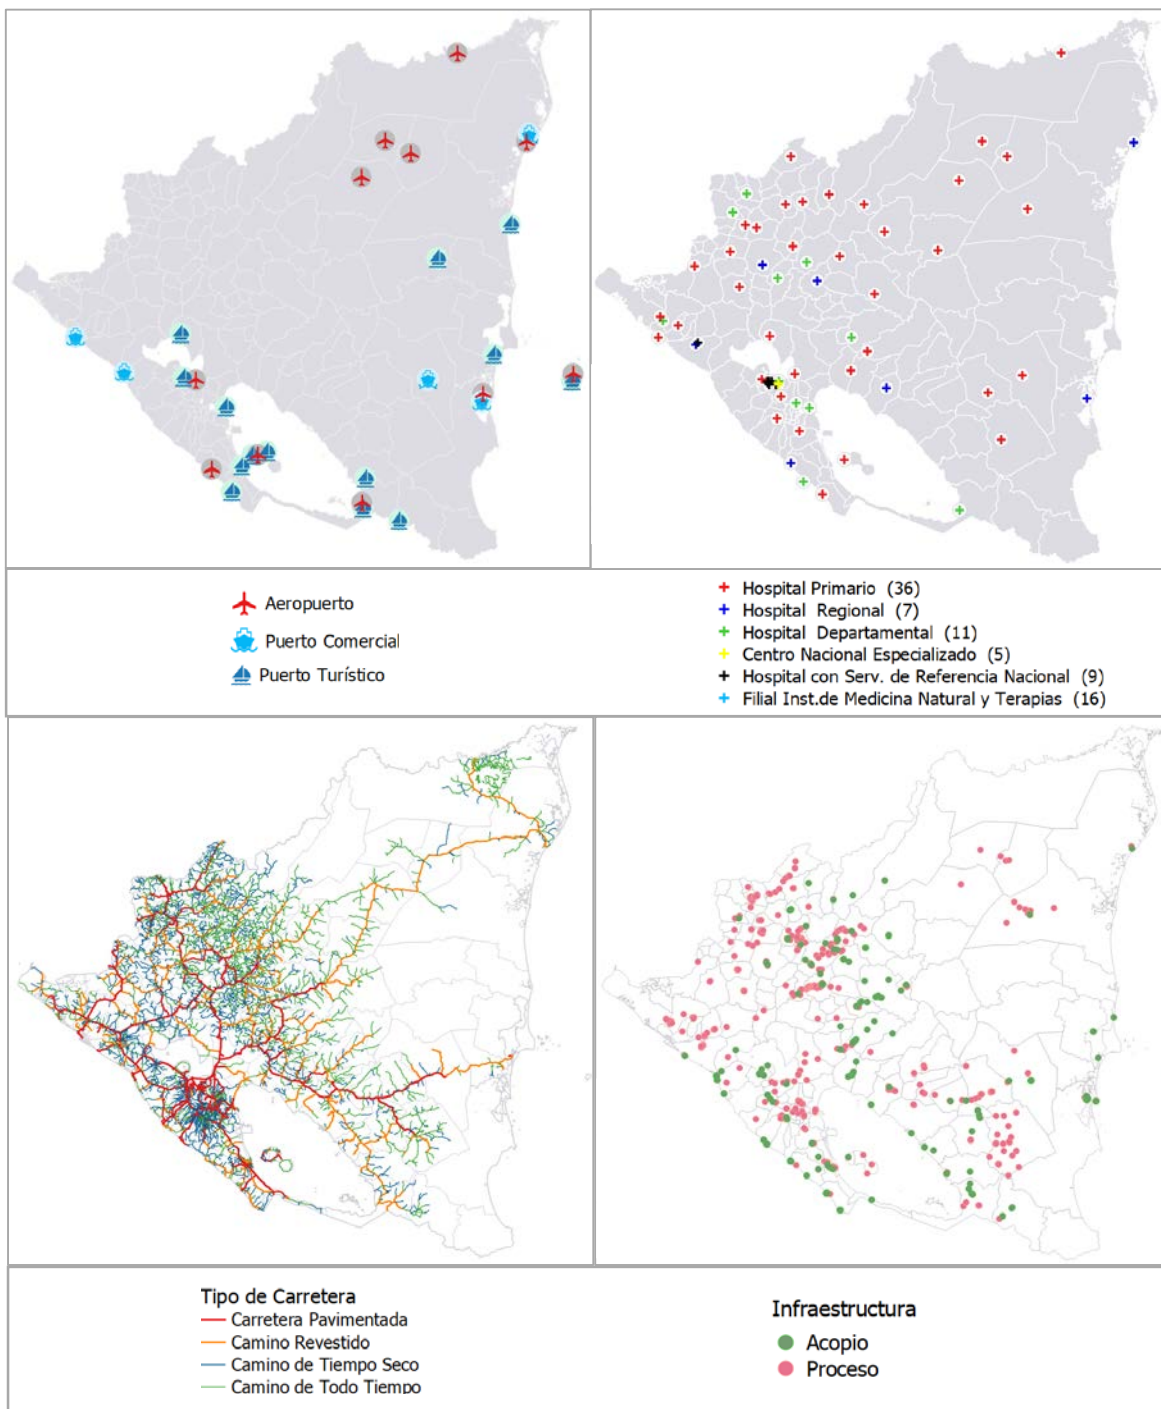 Aeropuerto
Puerto Comercial
Puerto Turístico
Hospital Primario (36)
Hospital Regional (7)
Hospital Departamental (11)
Centro Nacional Especializado (5)
Hospital con Serv. de Referencia Nacional (9)
Filial Inst.de Medicina Natural y Terapias (16)
Tipo de Carretera
Carretera Pavimentada
Camino Revestido
Camino de Tiempo Seco
Camino de Todo Tiempo
Infraestructura
Acopio
Proceso